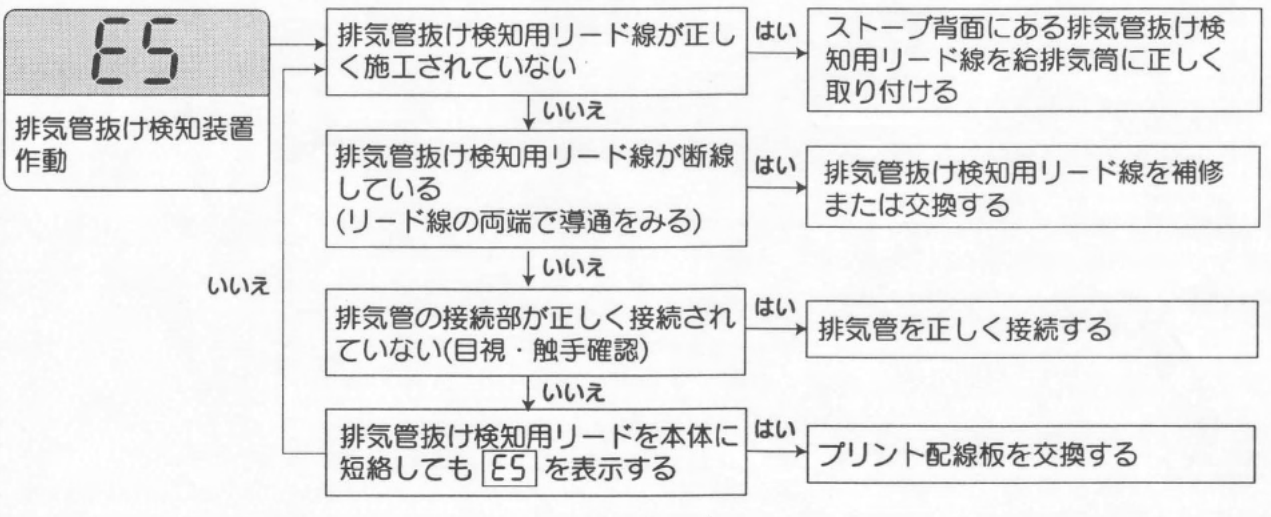 E5
排気管抜け検知装置
作動
排気管抜け検知用リード線が正し
く施工されていない
はい
ストーブ背面にある排気管抜け検
知用リード線を給排気筒に正しく
取り付ける
いいえ
排気管抜け検知用リード線が断線
している
(リード線の両端で導通をみる)
はい
排気管抜け検知用リード線を補修
または交換する
いいえ
いいえ
排気管の接続部が正しく接続され
ていない(目視・触手確認)
はい
排気管を正しく接続する
いいえ
排気管抜け検知用リードを本体に
短絡しても E5 を表示する
はい
プリント配線板を交換する